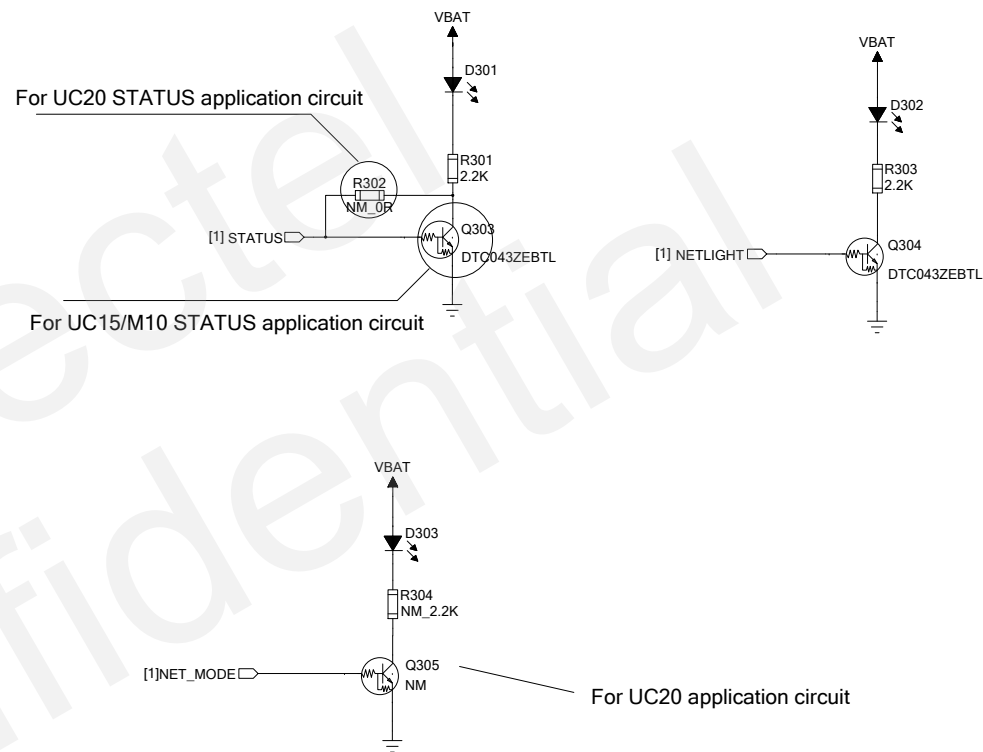 VBAT
D301
For UC20 STATUS application circuit
R301
2.2K
R302
NM_0R
[1] STATUS
Q303
DTC043ZEBTL
For UC15/M10 STATUS application circuit
VBAT
D302
R303
2.2K
[1] NETLIGHT
Q304
DTC043ZEBTL
VBAT
D303
R304
NM_2.2K
[1]NET_MODE
Q305
NM
For UC20 application circuit
ectel
fidential